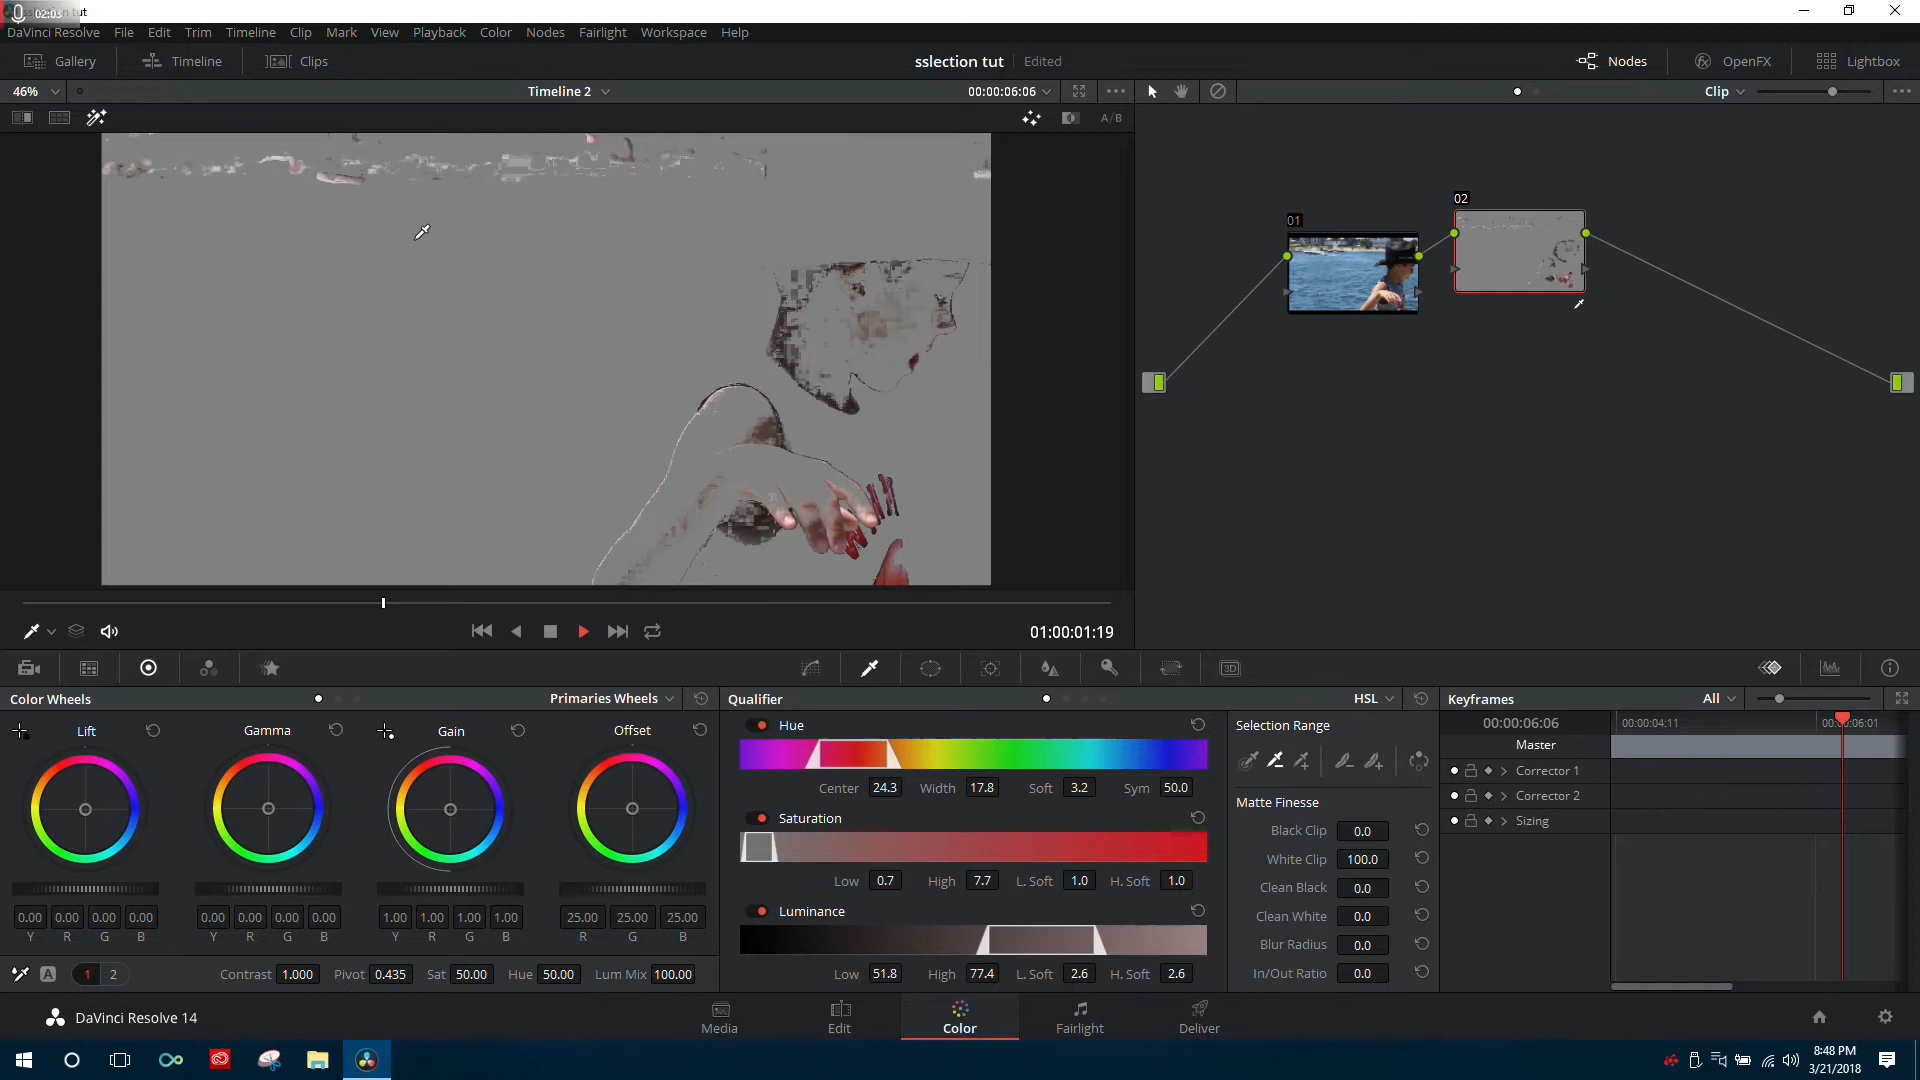 02:03 tut
DaVinci Resolve File Edit Trim Timeline Clip Mark View Playback Color Nodes Fairlight Workspace Help
Gallery Timeline Clips sslection tut Edited Nodes OpenFX Lightbox
46% Timeline 2 00:00:06:06 Clip
A/B
02
01
01:00:01:19
3D
Color Wheels Primaries Wheels Qualifier HSL Keyframes All
Lift Gamma Gain Offset Hue Selection Range 00:00:06:06 00:00:04:11 00:00:06:01
Master
Corrector 1
Center 24.3 Width 17.8 Soft 3.2 Sym 50.0
Corrector 2
Matte Finesse
Saturation Sizing
Black Clip 0.0
White Clip 100.0
Low 0.7 High 7.7 L. Soft 1.0 H. Soft 1.0
Clean Black 0.0
Luminance
Clean White 0.0
0.00 0.00 0.00 0.00 0.00 0.00 0.00 0.00 1.00 1.00 1.00 1.00 25.00 25.00 25.00
Y R G B Y R G B Y R G B R G B
Blur Radius 0.0
A 1 2 Contrast 1.000 Pivot 0.435 Sat 50.00 Hue 50.00 Lum Mix 100.00
Low 51.8 High 77.4 L. Soft 2.6 H. Soft 2.6
In/Out Ratio 0.0
DaVinci Resolve 14 Media Edit Color Fairlight Deliver
8:48 PM
3/21/2018